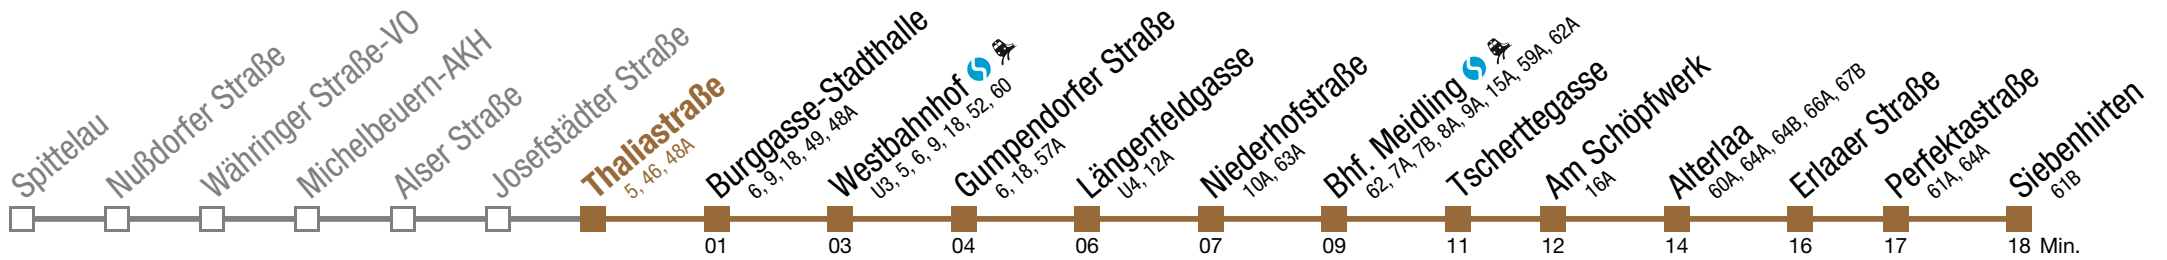 Spittelau
Nußdorfer Straße
Währinger Straße-VO
Michelbeuern-AKH
Alser Straße
Josefstädter Straße
Thaliastraße
5, 46, 48A
Burggasse-Stadthalle
6, 9, 18, 49, 48A
Westbahnhof
U3, 5, 6, 9, 18, 52, 60
Gumpendorfer Straße
6, 18, 57A
Längenfeldgasse
U4, 12A
Niederhofstraße
10A, 63A
Bhf. Meidling
62, 7A, 7B, 8A, 9A, 15A, 59A, 62A
Tscherttegasse
Am Schöpfwerk
16A
Alterlaa
60A, 64A, 64B, 66A, 67B
Erlaaer Straße
Perfektastraße
61A, 64A
Siebenhirten
61B
01 03 04 06 07 09 11 12 14 16 17 18 Min.